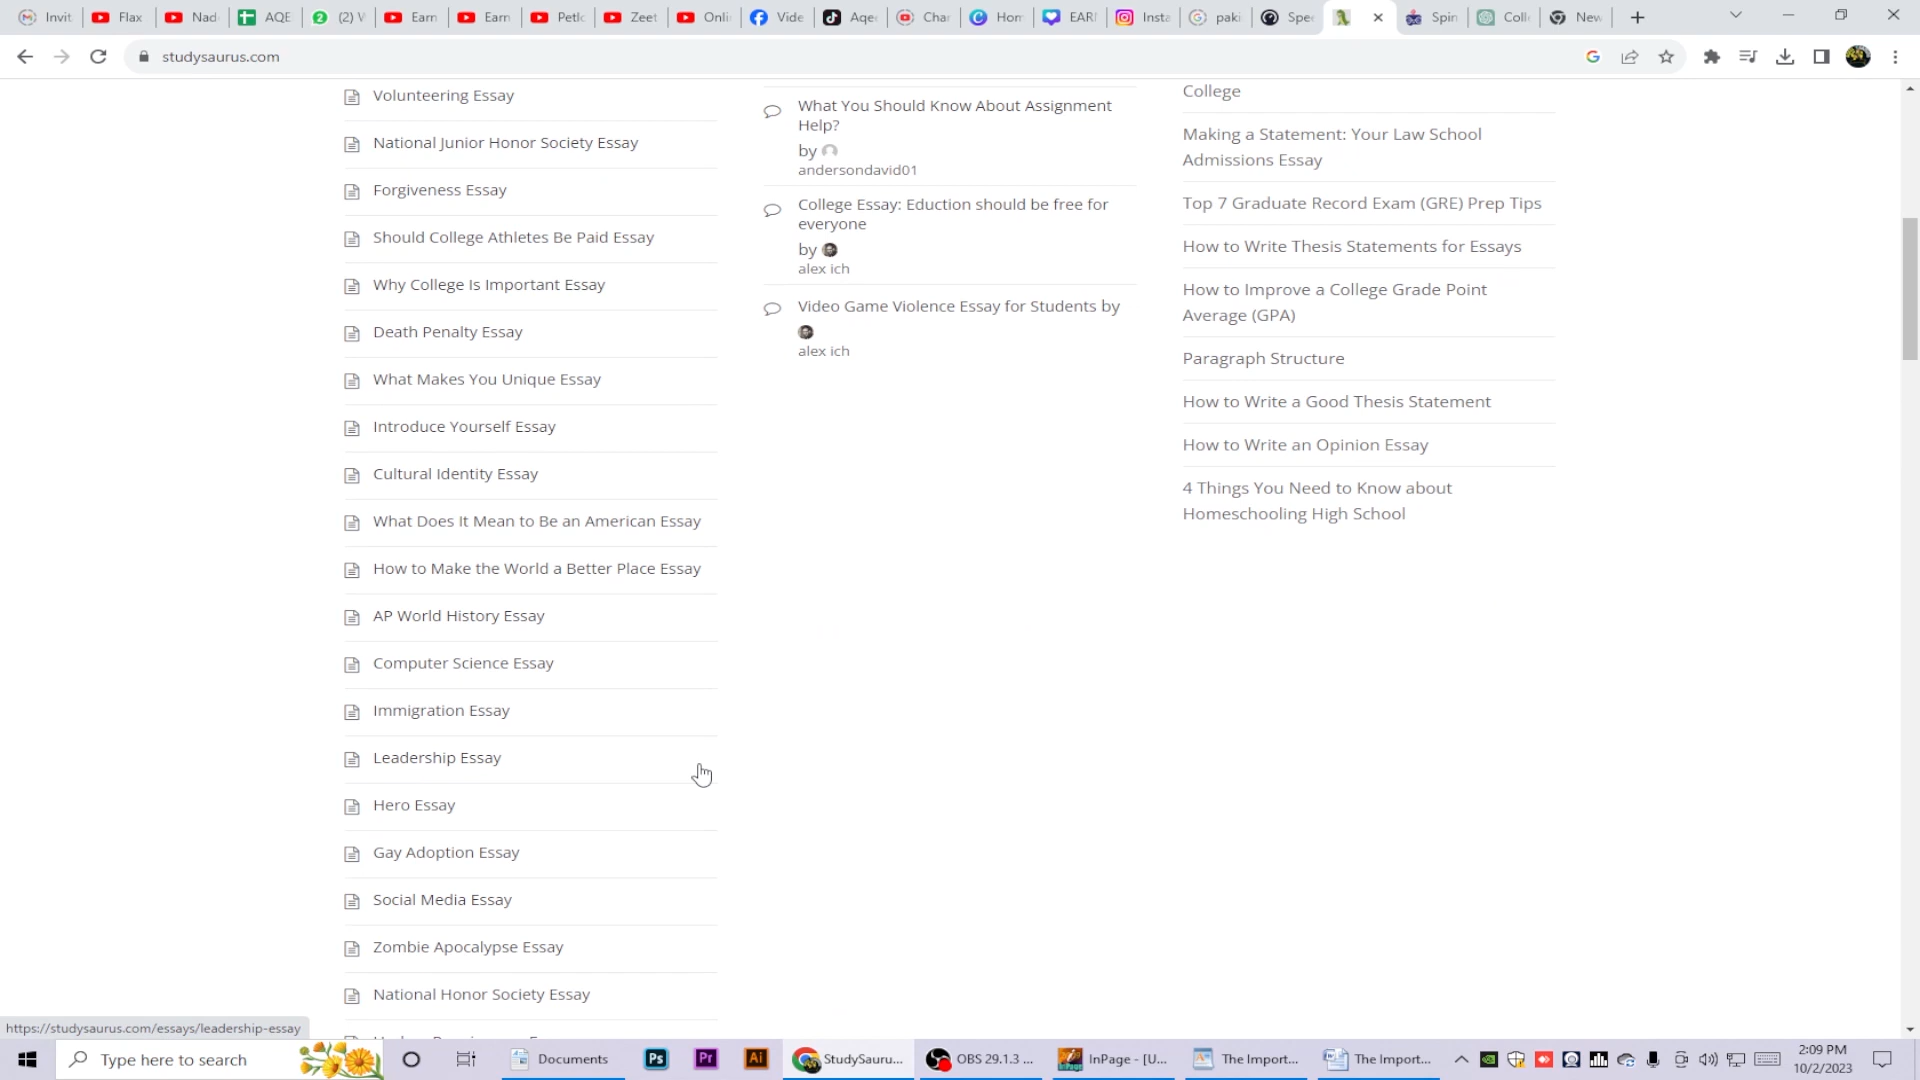 Invit
Flax
Nad
AQE
(2) V
Earn
Earn
Petlo
Zeet
Onli
Vide
Aqe
Chan
Hom
EARN
Insta
paki
Spee
Spin
Coll
New
studysaurus.com
Volunteering Essay
National Junior Honor Society Essay
Forgiveness Essay
Should College Athletes Be Paid Essay
Why College Is Important Essay
Death Penalty Essay
What Makes You Unique Essay
Introduce Yourself Essay
Cultural Identity Essay
What Does It Mean to Be an American Essay
How to Make the World a Better Place Essay
AP World History Essay
Computer Science Essay
Immigration Essay
Leadership Essay
Hero Essay
Gay Adoption Essay
Social Media Essay
Zombie Apocalypse Essay
National Honor Society Essay
What You Should Know About Assignment
Help?
by
andersondavid01
College Essay: Eduction should be free for
everyone
by
alex ich
Video Game Violence Essay for Students by
alex ich
College
Making a Statement: Your Law School
Admissions Essay
Top 7 Graduate Record Exam (GRE) Prep Tips
How to Write Thesis Statements for Essays
How to Improve a College Grade Point
Average (GPA)
Paragraph Structure
How to Write a Good Thesis Statement
How to Write an Opinion Essay
4 Things You Need to Know about
Homeschooling High School
https://studysaurus.com/essays/leadership-essay
Type here to search
Documents
Ps
Pr
Ai
StudySauru...
OBS 29.1.3 ...
InPage - [U...
The Import...
The Import...
2:09 PM
10/2/2023